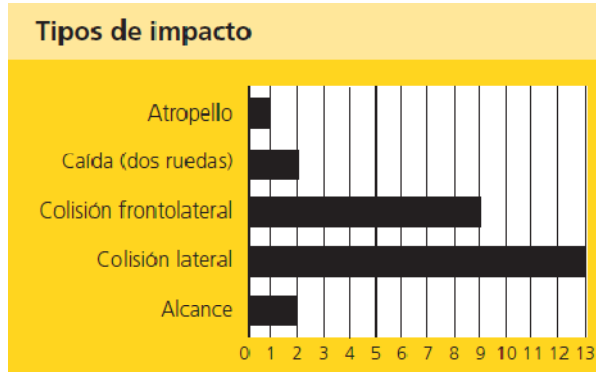 Tipos de impacto
Atropello
Caída (dos ruedas)
Colisión frontolateral
Colisión lateral
Alcance
0 1 2 3 4 5 6 7 8 9 10 11 12 13